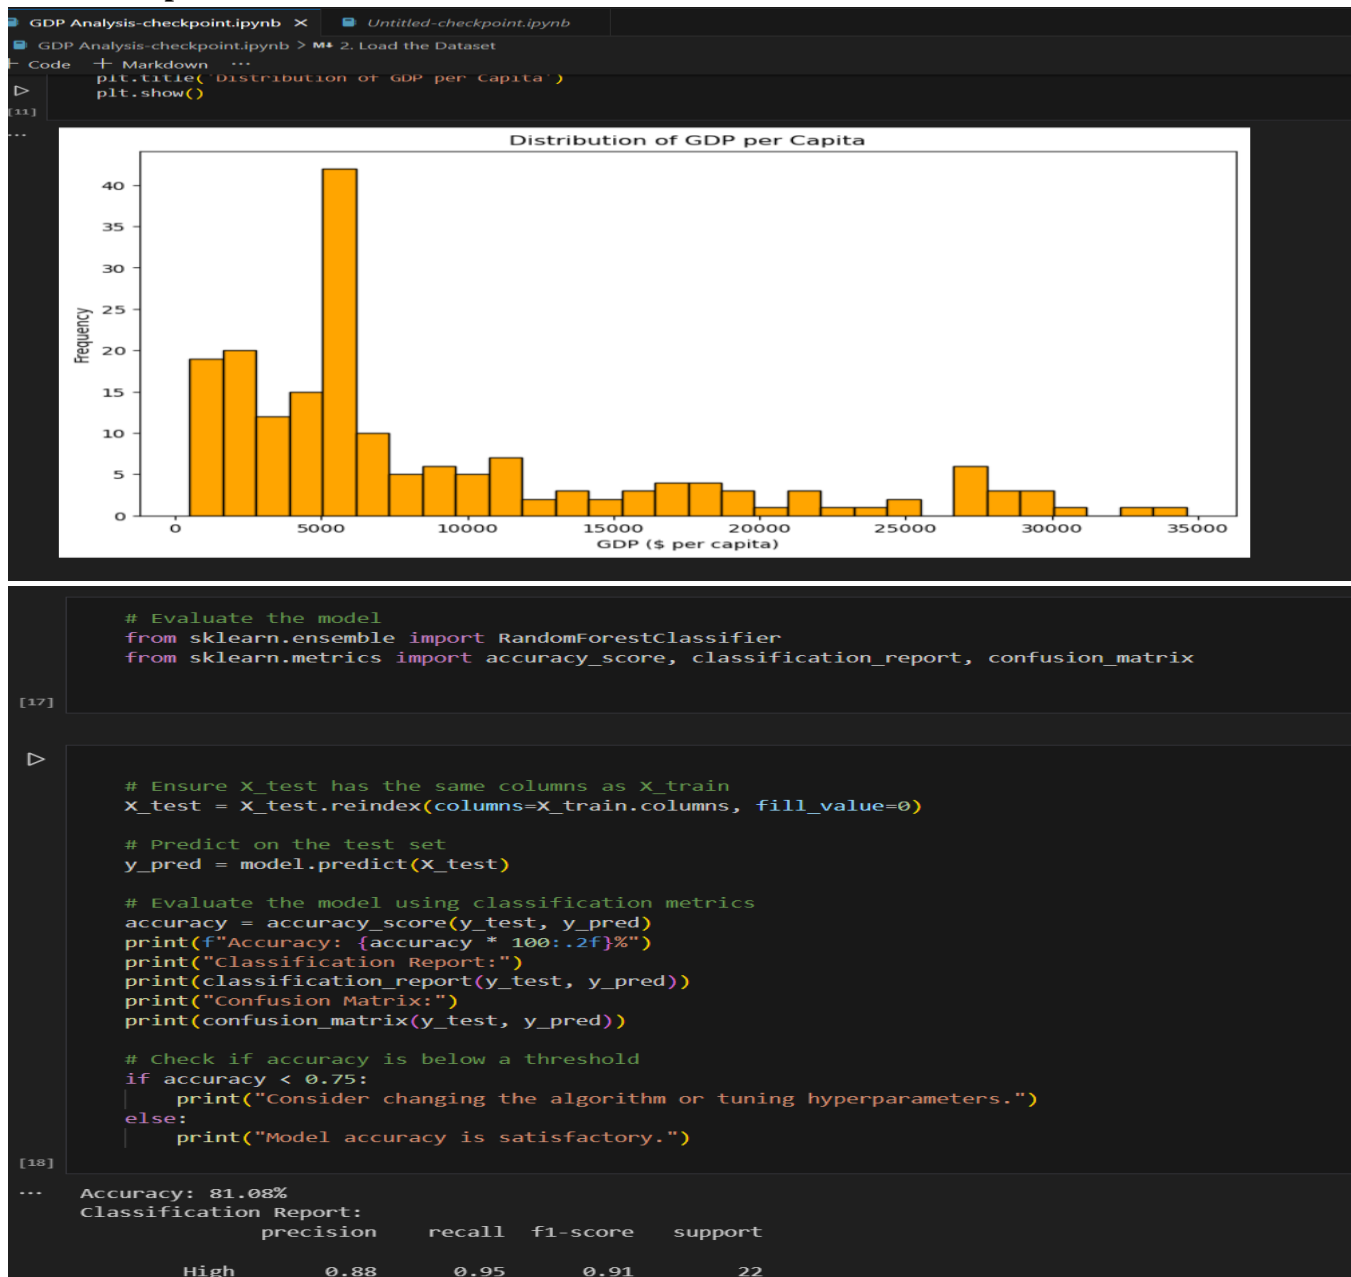 GDP Analysis-checkpoint.ipynb ×
Untitled-checkpoint.ipynb
GDP Analysis-checkpoint.ipynb > M↓ 2. Load the Dataset
+ Code + Markdown ...
plt.title('Distribution of GDP per Capita')
plt.show()
[11]
...
Distribution of GDP per Capita
40
35
30
25
20
15
10
5
0
Frequency
0 5000 10000 15000 20000 25000 30000 35000
GDP ($ per capita)
# Evaluate the model
from sklearn.ensemble import RandomForestClassifier
from sklearn.metrics import accuracy_score, classification_report, confusion_matrix
[17]
# Ensure X_test has the same columns as X_train
X_test = X_test.reindex(columns=X_train.columns, fill_value=0)
# Predict on the test set
y_pred = model.predict(X_test)
# Evaluate the model using classification metrics
accuracy = accuracy_score(y_test, y_pred)
print(f"Accuracy: {accuracy * 100:.2f}%")
print("Classification Report:")
print(classification_report(y_test, y_pred))
print("Confusion Matrix:")
print(confusion_matrix(y_test, y_pred))
# Check if accuracy is below a threshold
if accuracy < 0.75:
print("Consider changing the algorithm or tuning hyperparameters.")
else:
print("Model accuracy is satisfactory.")
[18]
...
Accuracy: 81.08%
Classification Report:
precision recall f1-score support
High 0.88 0.95 0.91 22